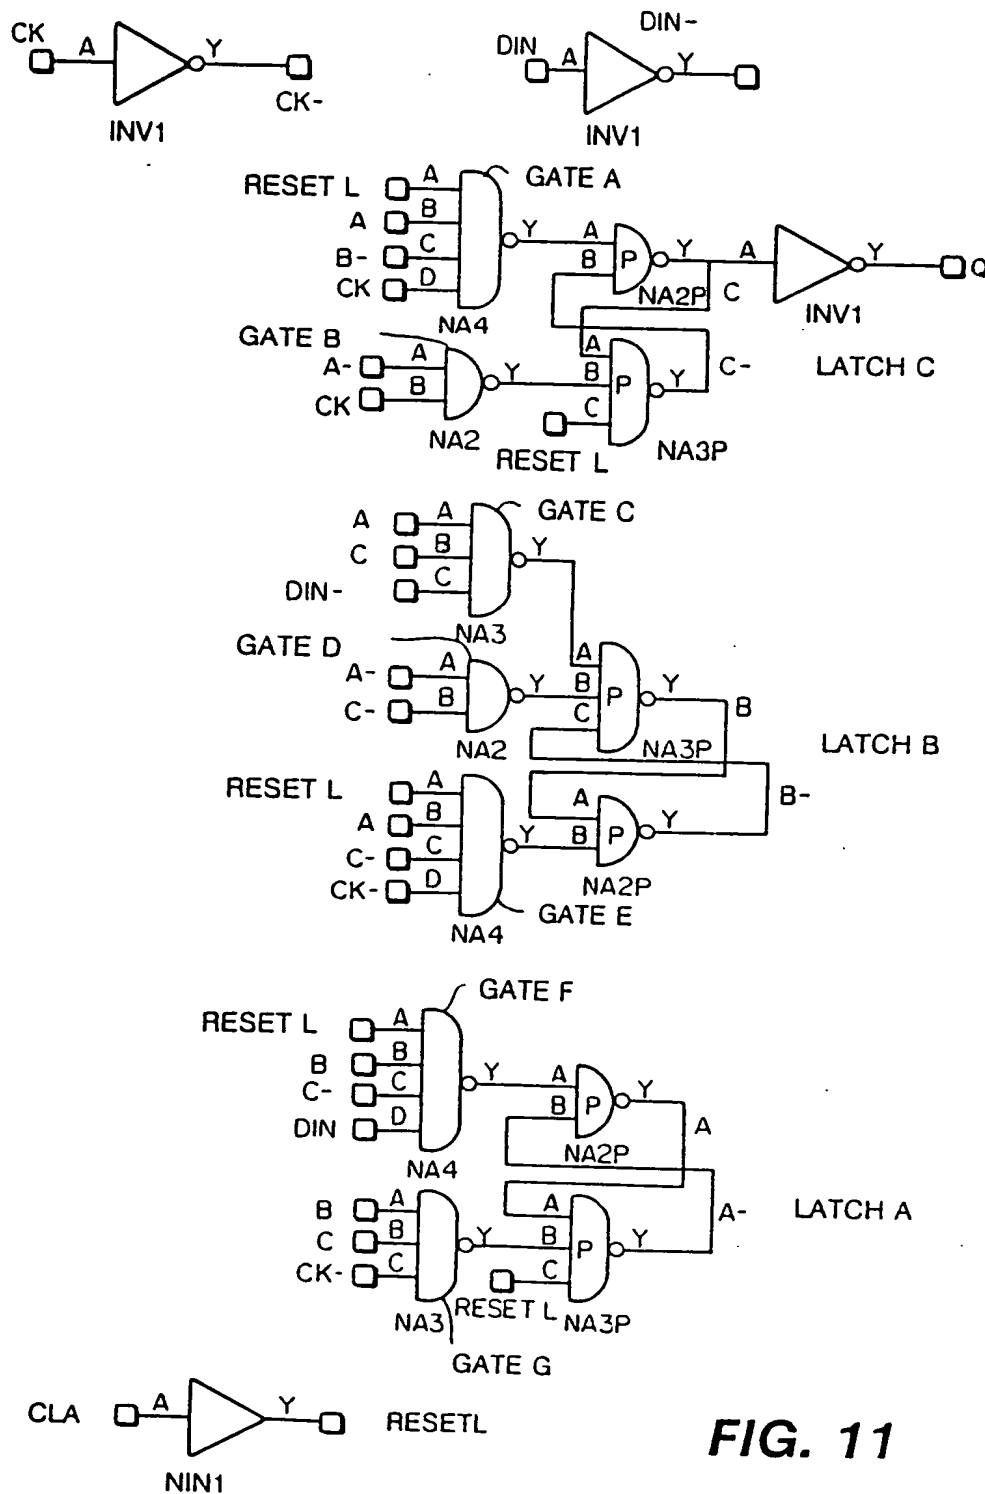 CK A Y CK-
INV1
DIN A DIN- Y
INV1
RESET L A GATE A
A B
B- C
CK D
NA4
Y A B P Y
NA2P
A C Y Q
INV1
GATE B
A- A
CK B
NA2
Y A B C P Y
RESET L
NA3P
C-
LATCH C
A A GATE C
C B
DIN- C
NA3
Y
GATE D
A- A
C- B
NA2
Y A B C P Y B
NA3P
LATCH B
RESET L A
A B
C- C
CK- D
NA4
GATE E
Y A B P Y B-
NA2P
GATE F
RESET L A
B B
C- C
DIN D
NA4
Y A B P Y A
NA2P
B A
C B
CK- C
NA3
GATE G
Y A B C P Y A-
RESET L
NA3P
LATCH A
CLA A Y RESETL
NIN1
FIG. 11